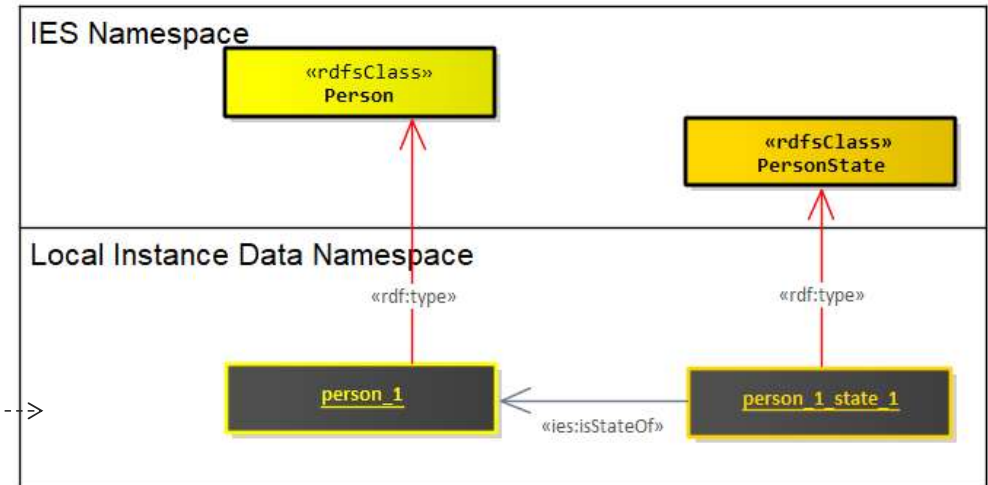 IES Namespace
«rdfsClass»
Person
«rdfsClass»
PersonState
Local Instance Data Namespace
«rdf:type»
«rdf:type»
person_1
person_1_state_1
«ies:isStateOf»